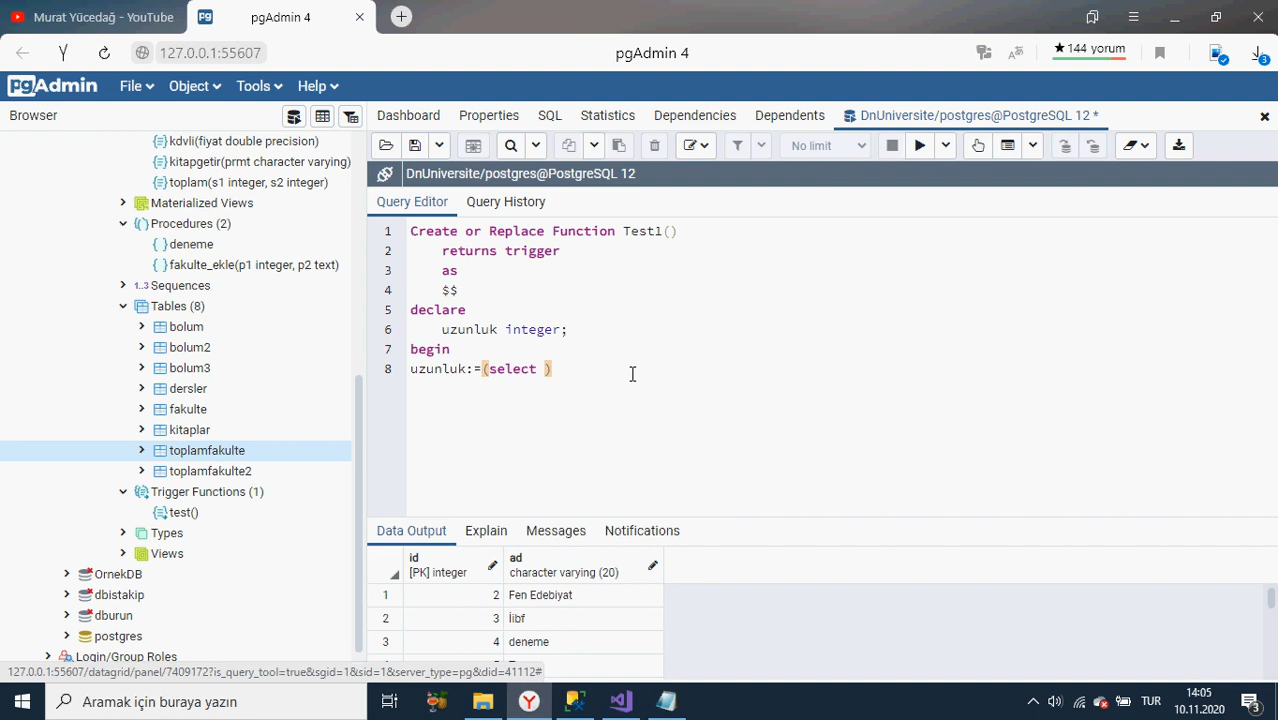 Murat Yücedağ - YouTube
pgAdmin 4
127.0.0.1:55607
pgAdmin 4
★ 144 yorum
3
pgAdmin
File
Object
Tools
Help
Browser
Dashboard
Properties
SQL
Statistics
Dependencies
Dependents
DnUniversite/postgres@PostgreSQL 12 *
No limit
kdvli(fiyat double precision)
kitapgetir(prmt character varying)
toplam(s1 integer, s2 integer)
Materialized Views
Procedures (2)
deneme
fakulte_ekle(p1 integer, p2 text)
1..3 Sequences
Tables (8)
bolum
bolum2
bolum3
dersler
fakulte
kitaplar
toplamfakulte
toplamfakulte2
Trigger Functions (1)
test()
Types
Views
OrnekDB
dbistakip
dburun
postgres
Login/Group Roles
DnUniversite/postgres@PostgreSQL 12
Query Editor
Query History
1 Create or Replace Function Test1()
2 returns trigger
3 as
4 $$
5 declare
6 uzunluk integer;
7 begin
8 uzunluk:=(select )
Data Output
Explain
Messages
Notifications
id
[PK] integer
ad
character varying (20)
1 2 Fen Edebiyat
2 3 İibf
3 4 deneme
127.0.0.1:55607/datagrid/panel/7409172?is_query_tool=true&sgid=1&sid=1&server_type=pg&did=41112#
Aramak için buraya yazın
TUR
14:05
10.11.2020
3